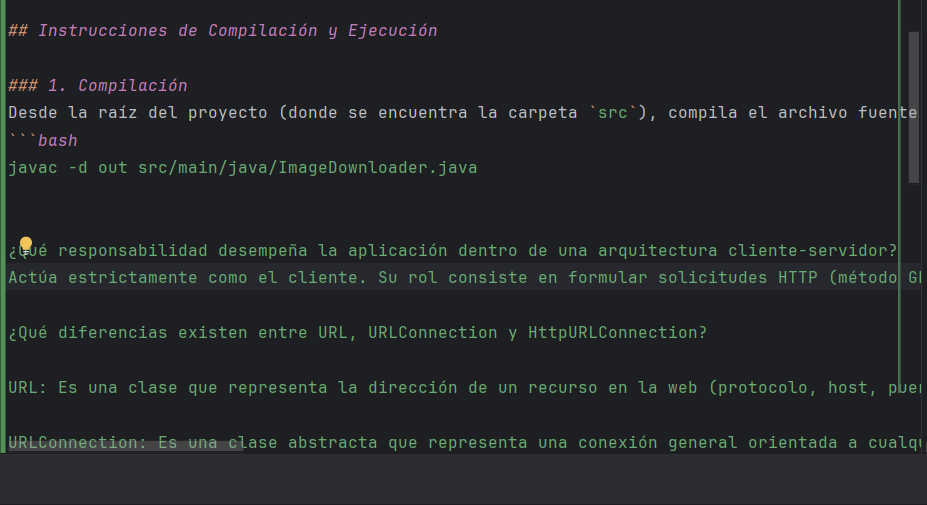 ## Instrucciones de Compilación y Ejecución
### 1. Compilación
Desde la raíz del proyecto (donde se encuentra la carpeta `src`), compila el archivo fuente
```bash
javac -d out src/main/java/ImageDownloader.java
¿Qué responsabilidad desempeña la aplicación dentro de una arquitectura cliente-servidor?
Actúa estrictamente como el cliente. Su rol consiste en formular solicitudes HTTP (método
¿Qué diferencias existen entre URL, URLConnection y HttpURLConnection?
URL: Es una clase que representa la dirección de un recurso en la web (protocolo, host,
URLConnection: Es una clase abstracta que representa una conexión general orientada a